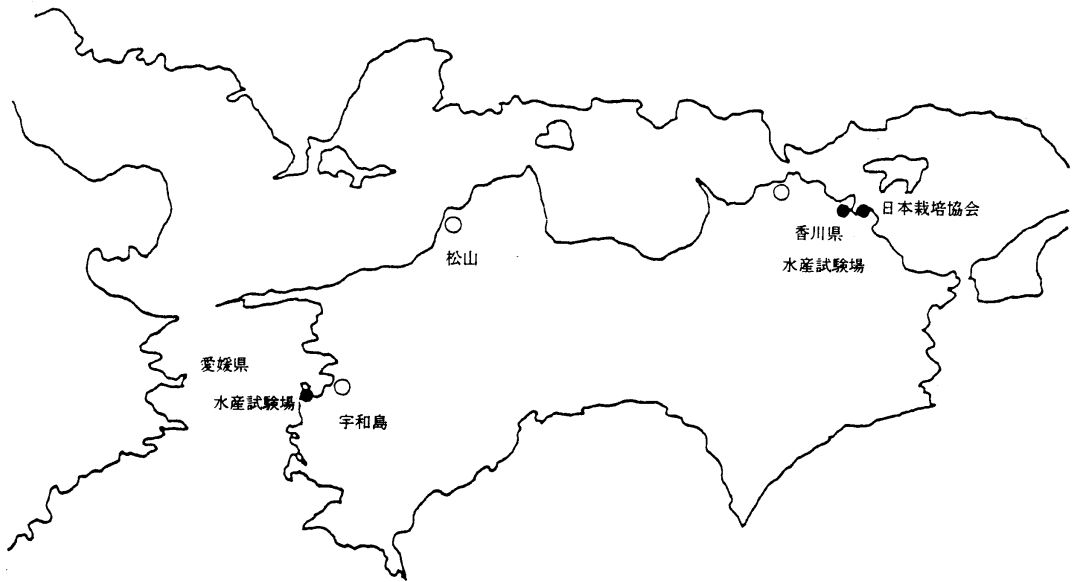 日本栽培協会
香川県
水産試験場
松山
愛媛県
水産試験場
宇和島